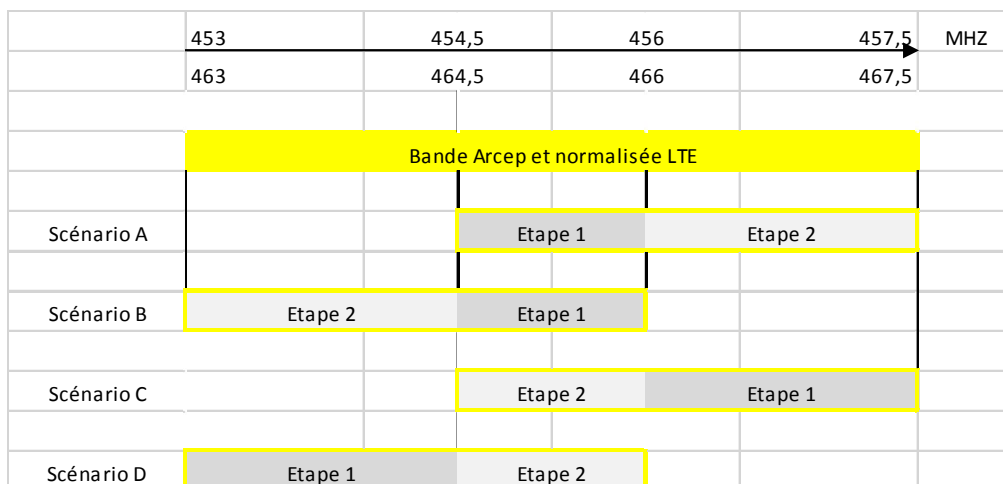 453 454,5 456 457,5 MHZ
463 464,5 466 467,5
Bande Arcep et normalisée LTE
Scénario A Etape 1 Etape 2
Scénario B Etape 2 Etape 1
Scénario C Etape 2 Etape 1
Scénario D Etape 1 Etape 2